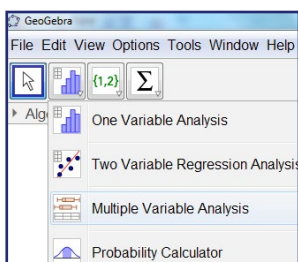 GeoGebra
File Edit View Options Tools Window Help
{1,2} Σ
Alg
One Variable Analysis
Two Variable Regression Analysis
Multiple Variable Analysis
Probability Calculator